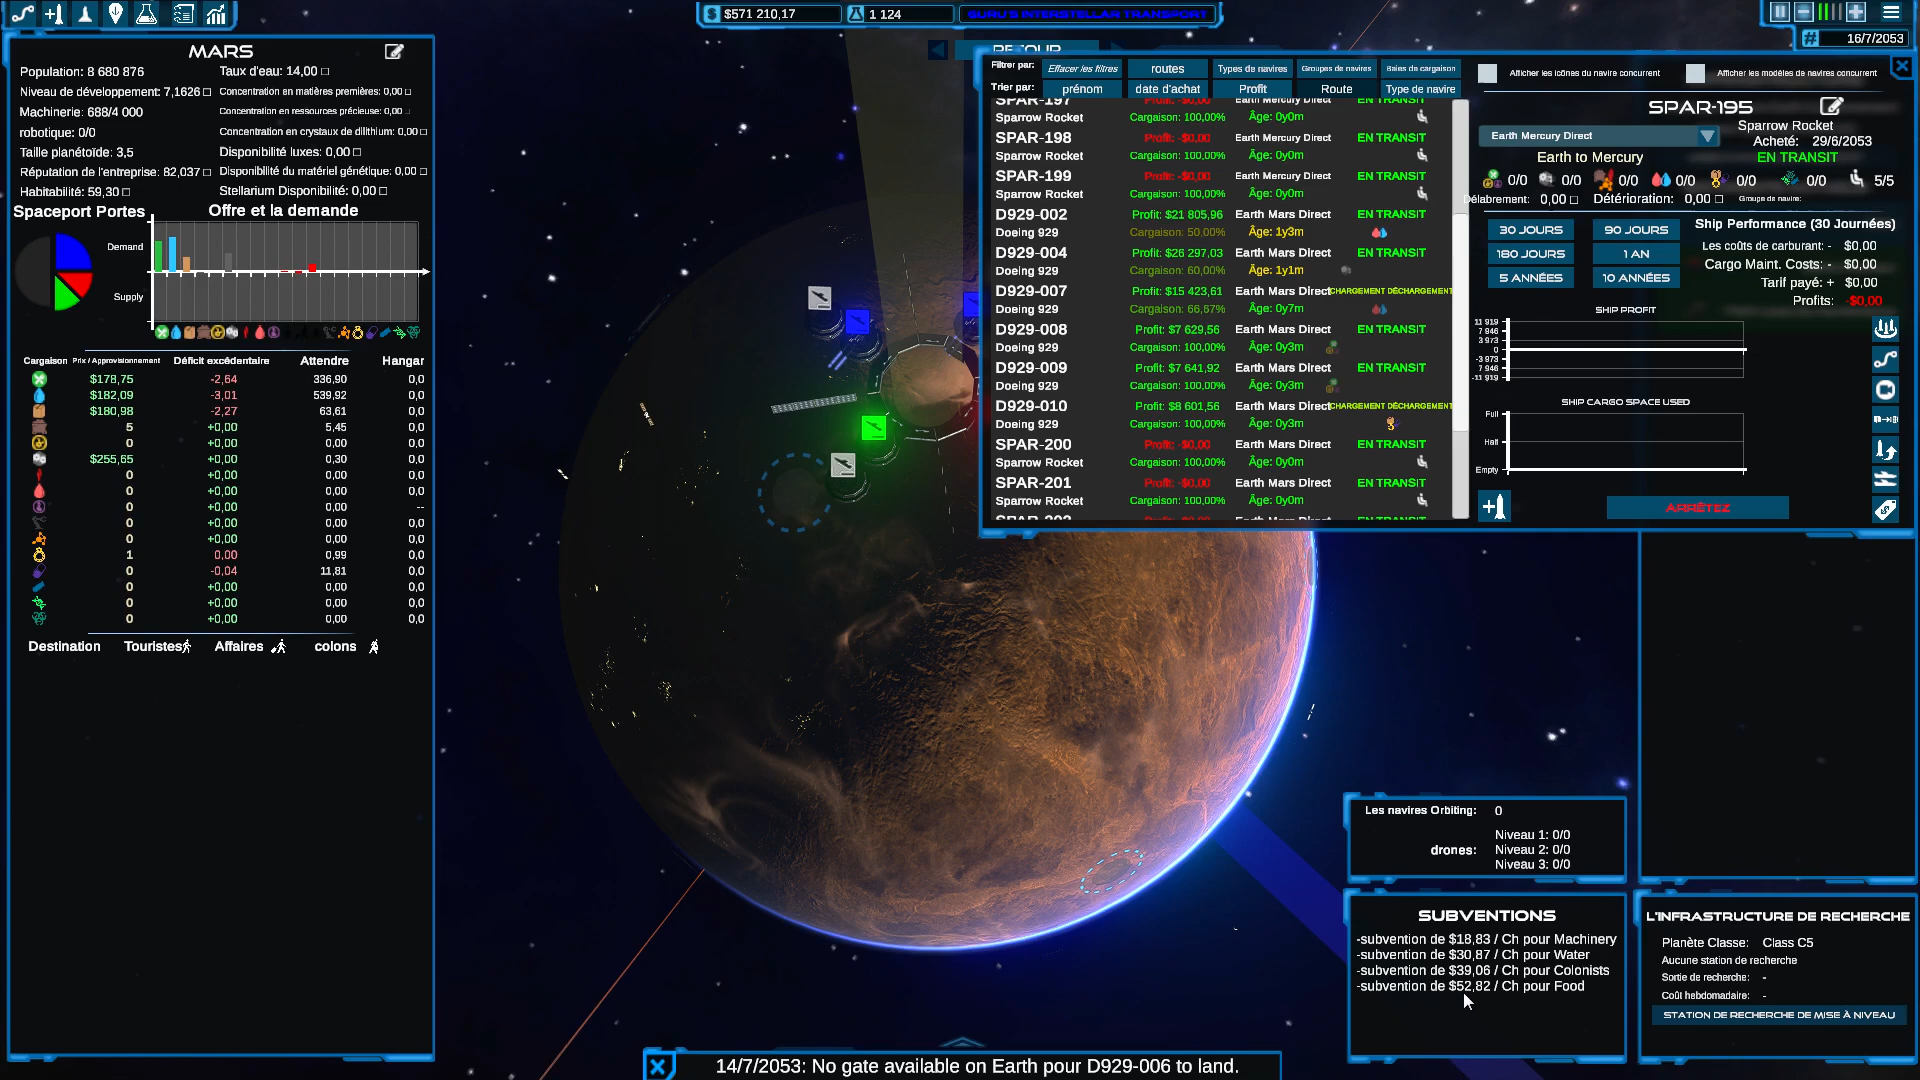 $571 210,17
1 124
GURU'S INTERSTELLAR TRANSPORT
16/7/2053
MARS
Population: 8 680 876
Taux d'eau: 14,00 □
Niveau de développement: 7,1626 □
Concentration en matières premières: 0,00 □
Machinerie: 688/4 000
Concentration en ressources précieuse: 0,00 □
robotique: 0/0
Concentration en crystaux de dilithium: 0,00 □
Taille planétoïde: 3,5
Disponibilité luxes: 0,00 □
Réputation de l'entreprise: 82,037 □
Disponibilité du matériel génétique: 0,00 □
Habitabilité: 59,30 □
Stellarium Disponibilité: 0,00 □
Spaceport Portes
Offre et la demande
Demand
Supply
Cargaison Prix / Approvisionnement Déficit excédentaire Attendre Hangar
$178,75 -2,64 336,90 0,0
$182,09 -3,01 539,92 0,0
$180,98 -2,27 63,61 0,0
5 +0,00 5,45 0,0
0 +0,00 0,00 0,0
$255,65 +0,00 0,30 0,0
0 +0,00 0,00 0,0
0 +0,00 0,00 0,0
0 +0,00 0,00 --
0 +0,00 0,00 0,0
0 +0,00 0,00 0,0
1 0,00 0,99 0,0
0 -0,04 11,81 0,0
0 +0,00 0,00 0,0
0 +0,00 0,00 0,0
0 +0,00 0,00 0,0
Destination Touristes Affaires colons
RETOUR
Filtrer par: Effacer les filtres routes Types de navires Groupes de navires Baies de cargaison
Trier par: prénom date d'achat Profit Route Type de navire
SPAR-197 Profit: -$0,00 Earth Mercury Direct EN TRANSIT
Sparrow Rocket Cargaison: 100,00% Âge: 0y0m
SPAR-198 Profit: -$0,00 Earth Mercury Direct EN TRANSIT
Sparrow Rocket Cargaison: 100,00% Âge: 0y0m
SPAR-199 Profit: -$0,00 Earth Mercury Direct EN TRANSIT
Sparrow Rocket Cargaison: 100,00% Âge: 0y0m
D929-002 Profit: $21 805,96 Earth Mars Direct EN TRANSIT
Doeing 929 Cargaison: 50,00% Âge: 1y3m
D929-004 Profit: $26 297,03 Earth Mars Direct EN TRANSIT
Doeing 929 Cargaison: 60,00% Âge: 1y1m
D929-007 Profit: $15 423,61 Earth Mars Direct CHARGEMENT DÉCHARGEMENT
Doeing 929 Cargaison: 66,67% Âge: 0y7m
D929-008 Profit: $7 629,56 Earth Mars Direct EN TRANSIT
Doeing 929 Cargaison: 100,00% Âge: 0y3m
D929-009 Profit: $7 641,92 Earth Mars Direct EN TRANSIT
Doeing 929 Cargaison: 100,00% Âge: 0y3m
D929-010 Profit: $8 601,56 Earth Mars Direct CHARGEMENT DÉCHARGEMENT
Doeing 929 Cargaison: 100,00% Âge: 0y3m
SPAR-200 Profit: -$0,00 Earth Mars Direct EN TRANSIT
Sparrow Rocket Cargaison: 100,00% Âge: 0y0m
SPAR-201 Profit: -$0,00 Earth Mars Direct EN TRANSIT
Sparrow Rocket Cargaison: 100,00% Âge: 0y0m
Afficher les icônes du navire concurrent
Afficher les modèles de navires concurrent
SPAR-195
Earth Mercury Direct
Sparrow Rocket
Acheté: 29/6/2053
Earth to Mercury
EN TRANSIT
0/0 0/0 0/0 0/0 0/0 0/0 5/5
Délabrement: 0,00 □ Détérioration: 0,00 □ Groupe de navire:
30 JOURS 90 JOURS
180 JOURS 1 AN
5 ANNÉES 10 ANNÉES
Ship Performance (30 Journées)
Les coûts de carburant: - $0,00
Cargo Maint. Costs: - $0,00
Tarif payé: + $0,00
Profits: -$0,00
SHIP PROFIT
11 919
7 946
3 973
0
-3 973
7 946
-11 919
SHIP CARGO SPACE USED
Full
Half
Empty
ARRÊTEZ
Les navires Orbiting: 0
drones:
Niveau 1: 0/0
Niveau 2: 0/0
Niveau 3: 0/0
SUBVENTIONS
-subvention de $18,83 / Ch pour Machinery
-subvention de $30,87 / Ch pour Water
-subvention de $39,06 / Ch pour Colonists
-subvention de $52,82 / Ch pour Food
L'INFRASTRUCTURE DE RECHERCHE
Planète Classe: Class C5
Aucune station de recherche
Sortie de recherche: -
Coût hebdomadaire: -
STATION DE RECHERCHE DE MISE À NIVEAU
14/7/2053: No gate available on Earth pour D929-006 to land.